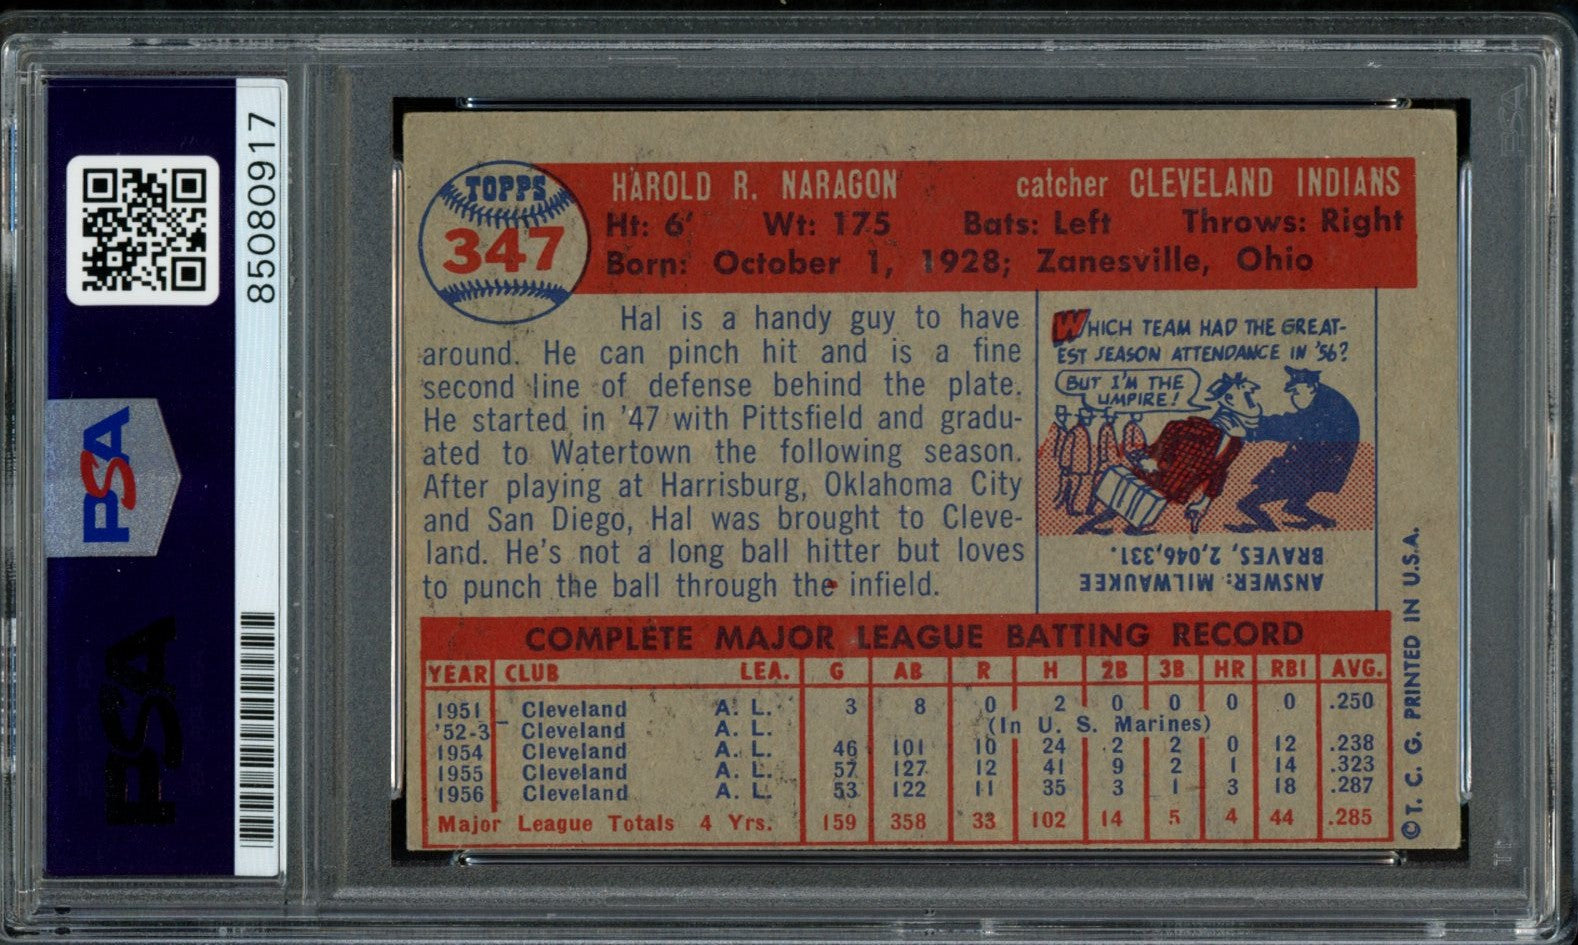 85080917
PSA
PSA
TOPPS
347
HAROLD R. NARAGON catcher CLEVELAND INDIANS
Ht: 6' Wt: 175 Bats: Left Throws: Right
Born: October 1, 1928; Zanesville, Ohio
Hal is a handy guy to have
around. He can pinch hit and is a fine
second line of defense behind the plate.
He started in '47 with Pittsfield and gradu-
ated to Watertown the following season.
After playing at Harrisburg, Oklahoma City
and San Diego, Hal was brought to Cleve-
land. He's not a long ball hitter but loves
to punch the ball through the infield.
WHICH TEAM HAD THE GREAT-
EST SEASON ATTENDANCE IN '56?
BUT I'M THE
UMPIRE!
ANSWER: MILWAUKEE
BRAVES, 2,046,331.
COMPLETE MAJOR LEAGUE BATTING RECORD
YEAR CLUB LEA. G AB R H 2B 3B HR RBI AVG.
1951 Cleveland A. L. 3 8 0 2 0 0 0 0 .250
'52-3 Cleveland A. L. (In U. S. Marines)
1954 Cleveland A. L. 46 101 10 24 2 2 0 12 .238
1955 Cleveland A. L. 57 127 12 41 9 2 1 14 .323
1956 Cleveland A. L. 53 122 11 35 3 1 3 18 .287
Major League Totals 4 Yrs. 159 358 33 102 14 5 4 44 .285
© T. C. G. PRINTED IN U.S.A.
PSA